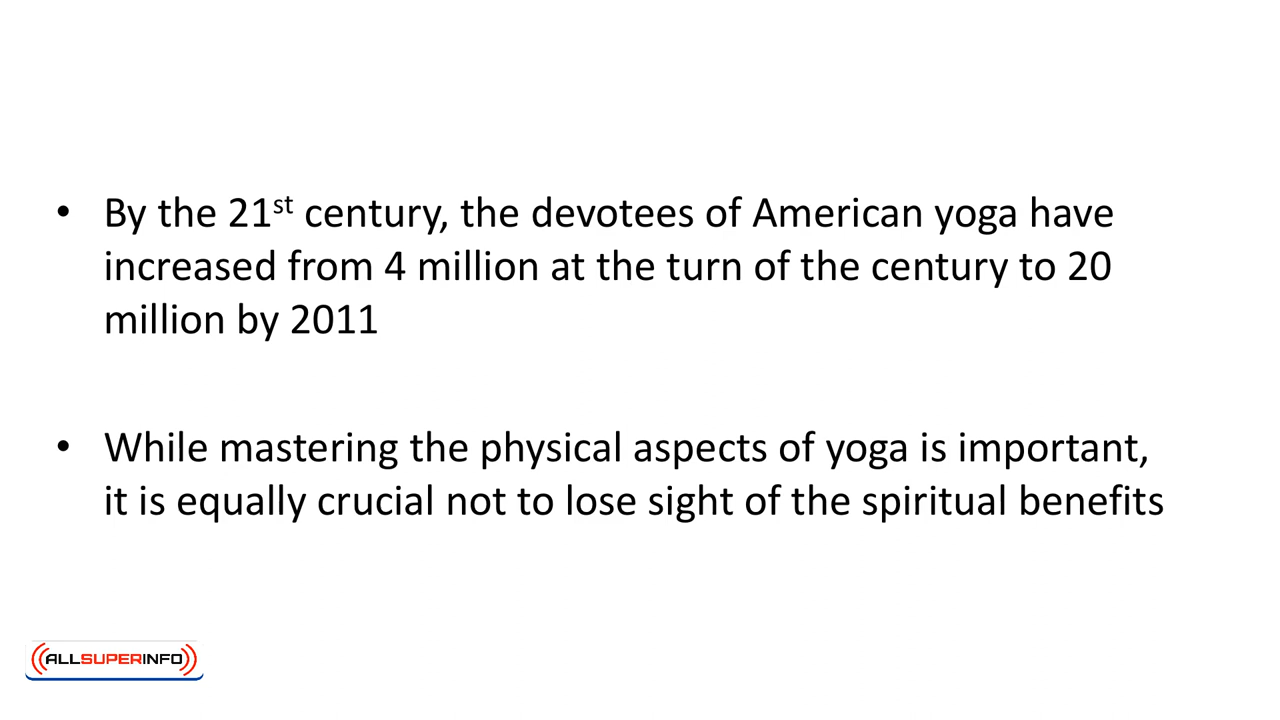 • By the 21st century, the devotees of American yoga have
increased from 4 million at the turn of the century to 20
million by 2011
• While mastering the physical aspects of yoga is important,
it is equally crucial not to lose sight of the spiritual benefits
ALLSUPERINFO